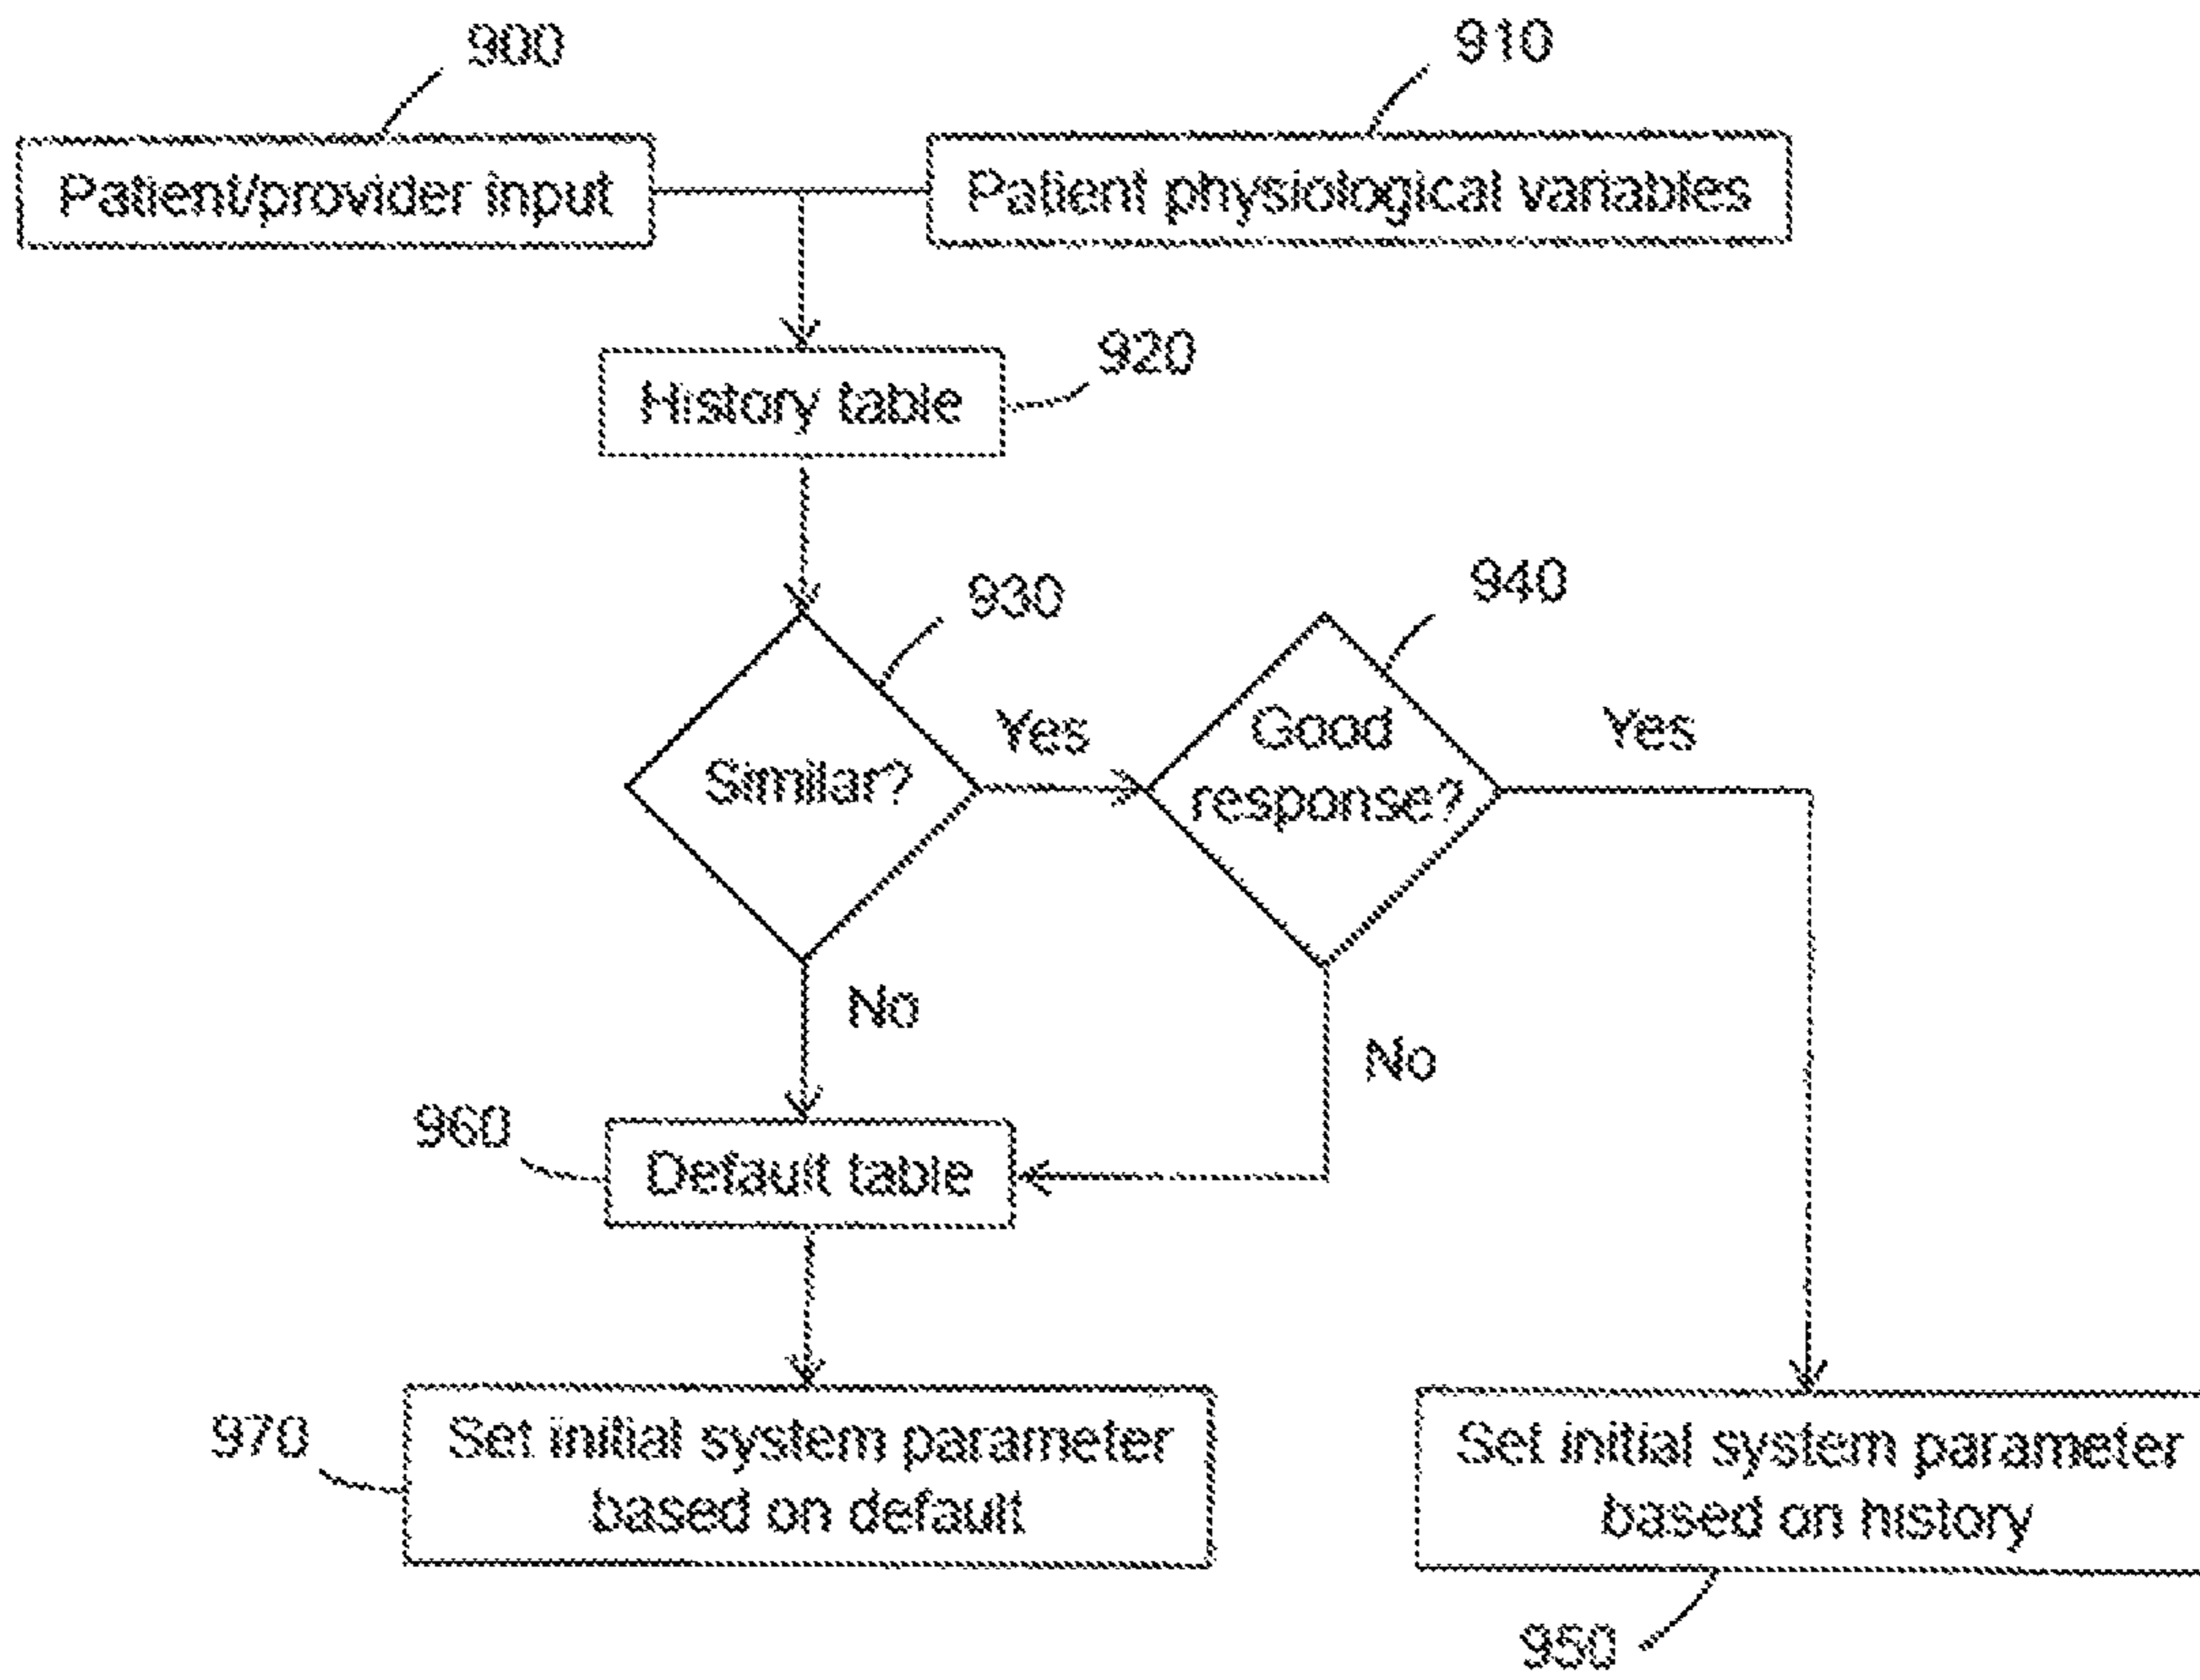 900
910
Patient/provider input
Patient physiological variables
920
History table
930
940
Similar?
Yes
Good
response?
Yes
No
No
960
Default table
970
Set initial system parameter
based on default
Set initial system parameter
based on history
950